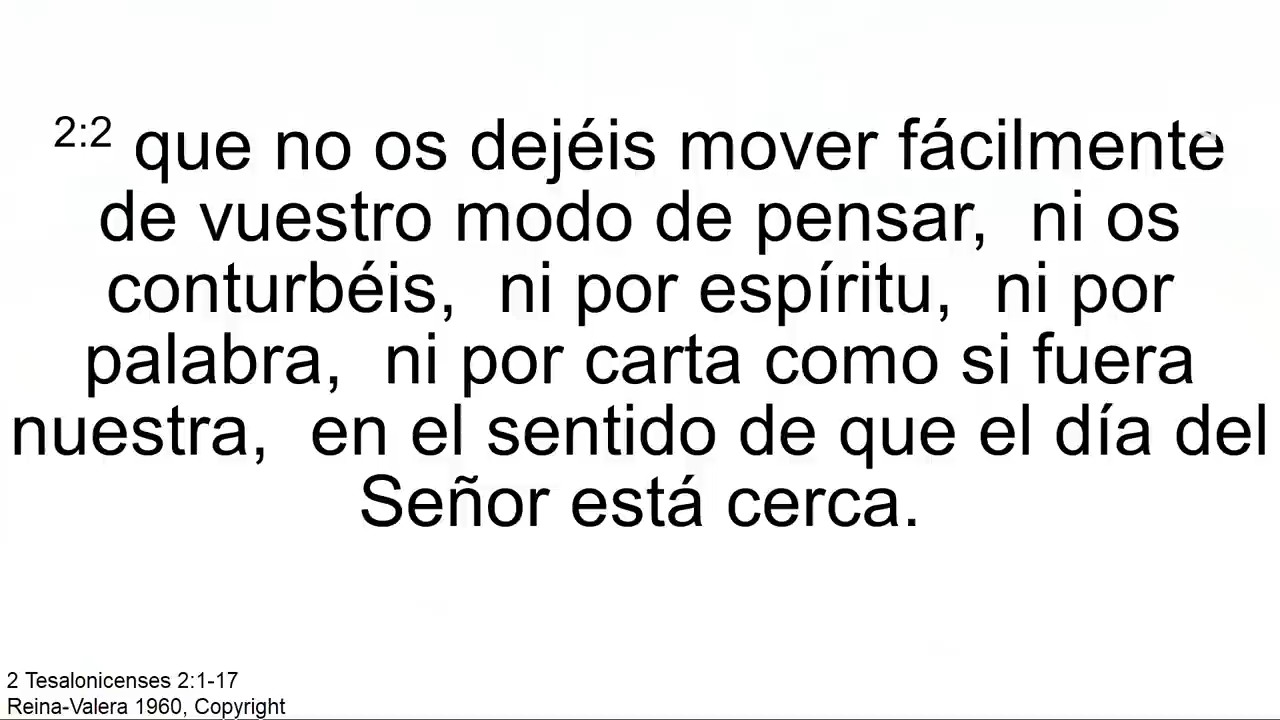 2:2 que no os dejéis mover fácilmente
de vuestro modo de pensar,  ni os
conturbéis,  ni por espíritu,  ni por
palabra,  ni por carta como si fuera
nuestra,  en el sentido de que el día del
Señor está cerca.
2 Tesalonicenses 2:1-17
Reina-Valera 1960, Copyright